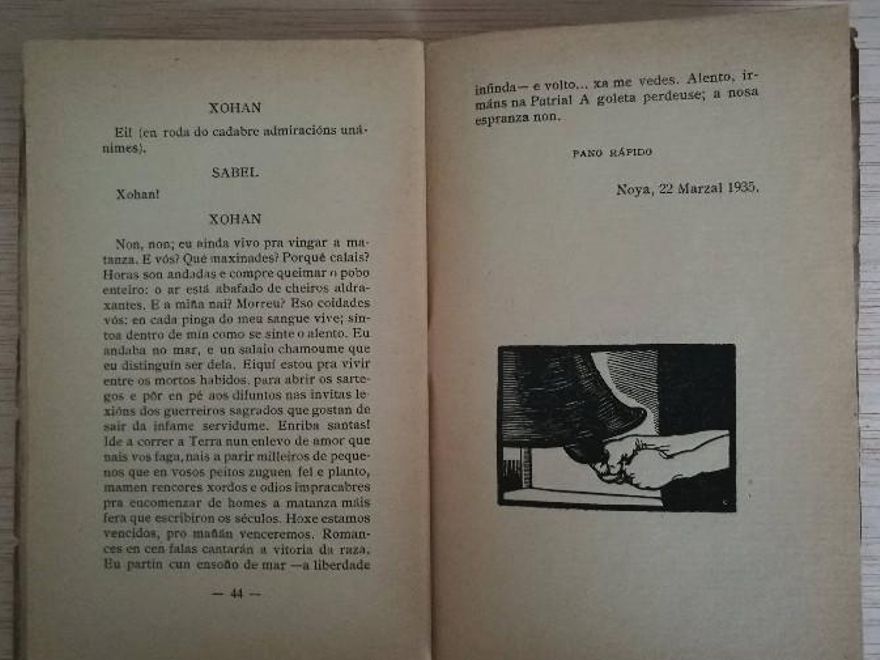 XOHAN
Eil (en roda do cadabre admiracións uná-
nimes).
SABEL
Xohan!
XOHAN
Non, non; eu ainda vivo pra vingar a ma-
tanza. E vós? Qué maxinades? Porqué calais?
Horas son andadas e compre queimar o pobo
enteiro: o ar está abafado de cheiros aldra-
xantes. E a miña nai? Morreu? Eso coidades
vós: en cada pinga do meu sangue vive; sín-
toa dentro de min como se sinte o alento. Eu
andaba no mar, e un salaio chamoume que
eu distinguín ser dela. Eiquí estou pra vivir
entre os mortos habidos, para abrir os sarte-
gos e pôr en pé aos difuntos nas invitas le-
xións dos guerreiros sagrados que gostan de
sair da infame servidume. Enriba santas!
Ide a correr a Terra nun enlevo de amor que
nais vos faga, nais a parir milleiros de peque-
nos que en vosos peitos zuguen fel e planto,
mamen rencores xordos e odios impracabres
pra encomenzar de homes a matanza máis
fera que escribiron os séculos. Hoxe estamos
vencidos, pro mañán venceremos. Roman-
ces en cen falas cantarán a vitoria da raza.
Eu partín cun ensoño de mar —a liberdade
— 44 —
infinda— e volto... xa me vedes. Alento, ir-
máns na Patrial A goleta perdeuse; a nosa
espranza non.
PANO RÁPIDO
Noya, 22 Marzal 1935.